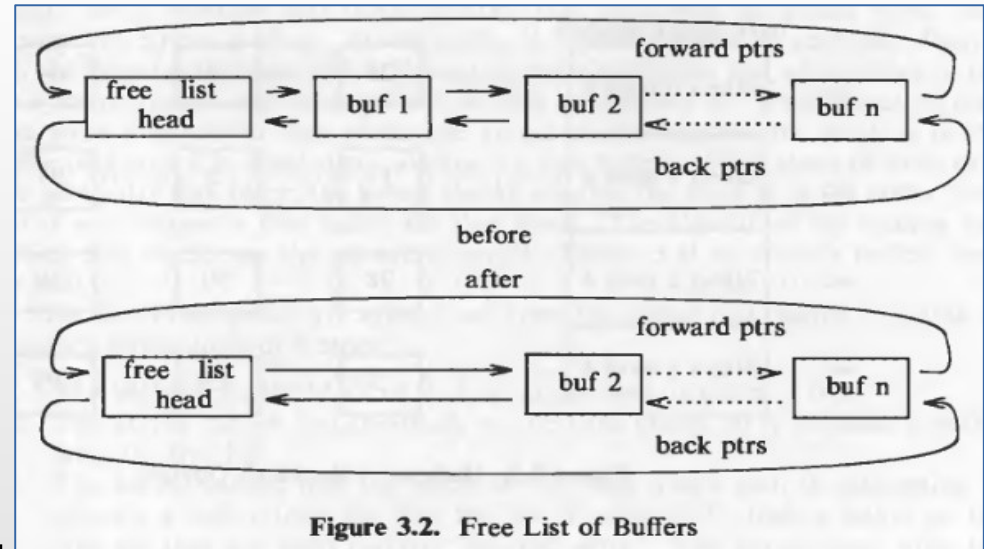 forward ptrs
free list
head
buf 1
buf 2
buf n
back ptrs
before
after
forward ptrs
free list
head
buf 2
buf n
back ptrs
Figure 3.2. Free List of Buffers